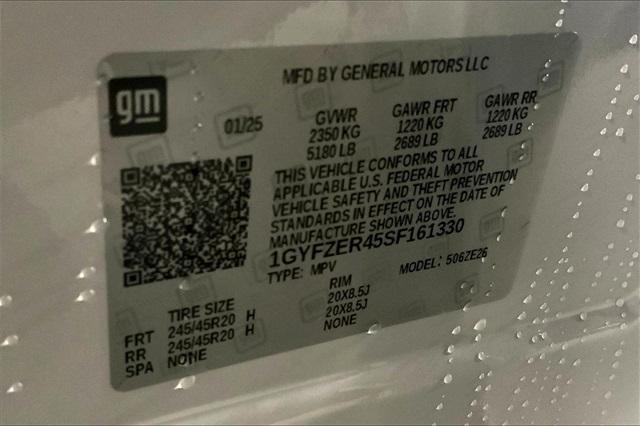 gm
MFD BY GENERAL MOTORS LLC
01/25
GVWR GAWR FRT GAWR RR
2350 KG 1220 KG 1220 KG
5180 LB 2689 LB 2689 LB
THIS VEHICLE CONFORMS TO ALL
APPLICABLE U.S. FEDERAL MOTOR
VEHICLE SAFETY AND THEFT PREVENTION
STANDARDS IN EFFECT ON THE DATE OF
MANUFACTURE SHOWN ABOVE.
1GYFZER45SF161330
TYPE: MPV MODEL: 506ZE26
TIRE SIZE RIM
FRT 245/45R20 H 20X8.5J
RR 245/45R20 H 20X8.5J
SPA NONE NONE